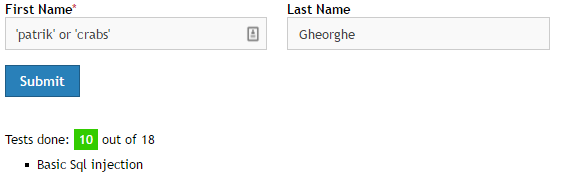 First Name*
Last Name
'patrik' or 'crabs'
Gheorghe
Submit
Tests done: 10 out of 18
Basic Sql injection